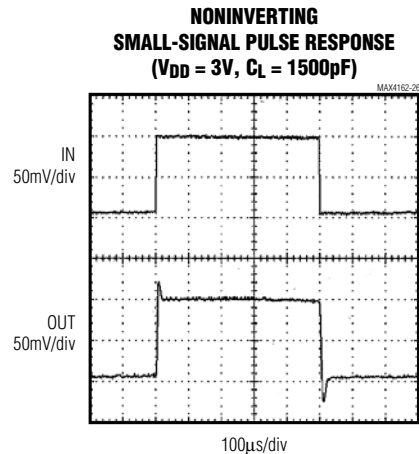 NONINVERTING
SMALL-SIGNAL PULSE RESPONSE
(VDD = 3V, CL = 1500pF)
MAX4162-26
IN
50mV/div
OUT
50mV/div
100µs/div